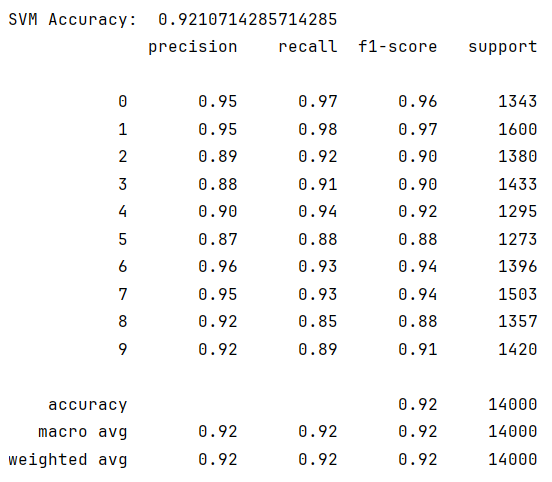 SVM Accuracy:  0.9210714285714285
              precision    recall  f1-score   support

           0       0.95      0.97      0.96      1343
           1       0.95      0.98      0.97      1600
           2       0.89      0.92      0.90      1380
           3       0.88      0.91      0.90      1433
           4       0.90      0.94      0.92      1295
           5       0.87      0.88      0.88      1273
           6       0.96      0.93      0.94      1396
           7       0.95      0.93      0.94      1503
           8       0.92      0.85      0.88      1357
           9       0.92      0.89      0.91      1420

    accuracy                           0.92     14000
   macro avg       0.92      0.92      0.92     14000
weighted avg       0.92      0.92      0.92     14000